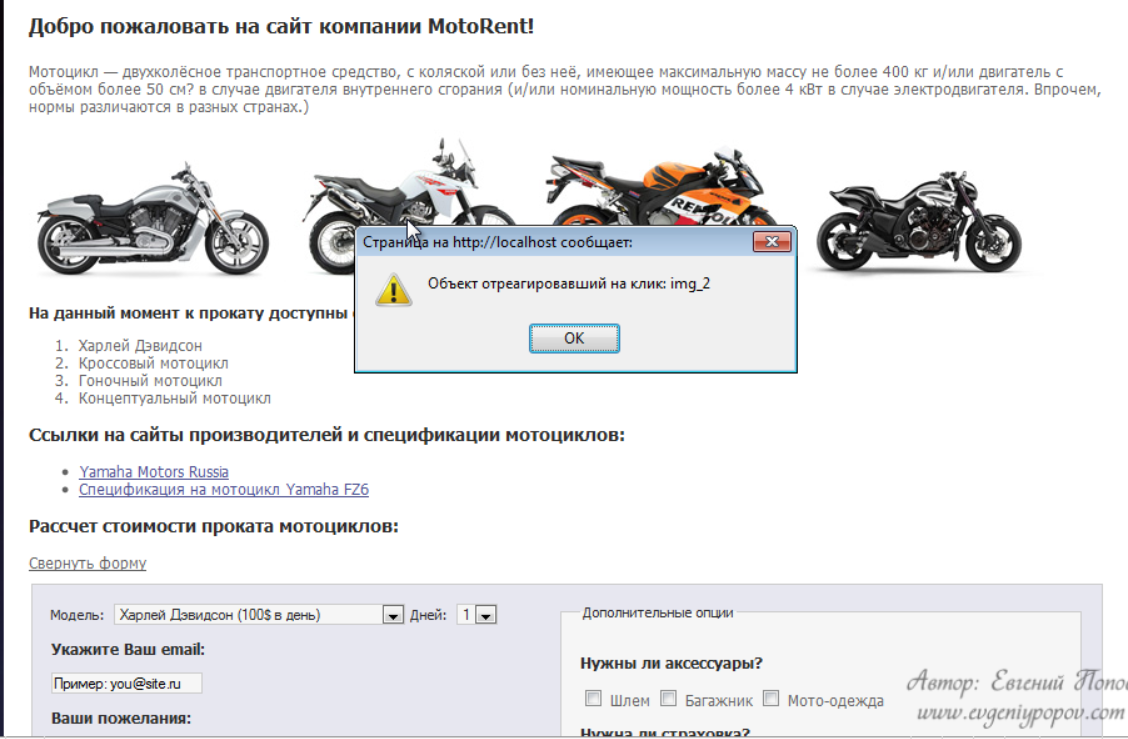 Добро пожаловать на сайт компании MotoRent!
Мотоцикл — двухколёсное транспортное средство, с коляской или без неё, имеющее максимальную массу не более 400 кг и/или двигатель с
объёмом более 50 см? в случае двигателя внутреннего сгорания (и/или номинальную мощность более 4 кВт в случае электродвигателя. Впрочем,
нормы различаются в разных странах.)
REPSOL
Страница на http://localhost сообщает:
Объект отреагировавший на клик: img_2
OK
На данный момент к прокату доступны
1. Харлей Дэвидсон
2. Кроссовый мотоцикл
3. Гоночный мотоцикл
4. Концептуальный мотоцикл
Ссылки на сайты производителей и спецификации мотоциклов:
Yamaha Motors Russia
Спецификация на мотоцикл Yamaha FZ6
Рассчет стоимости проката мотоциклов:
Свернуть форму
Модель: Харлей Дэвидсон (100$ в день) Дней: 1
Укажите Ваш email:
Пример: you@site.ru
Ваши пожелания:
Дополнительные опции
Нужны ли аксессуары?
Шлем Багажник Мото-одежда
Нужна ли страховка?
Автор: Евгений Попов
www.evgeniypopov.com